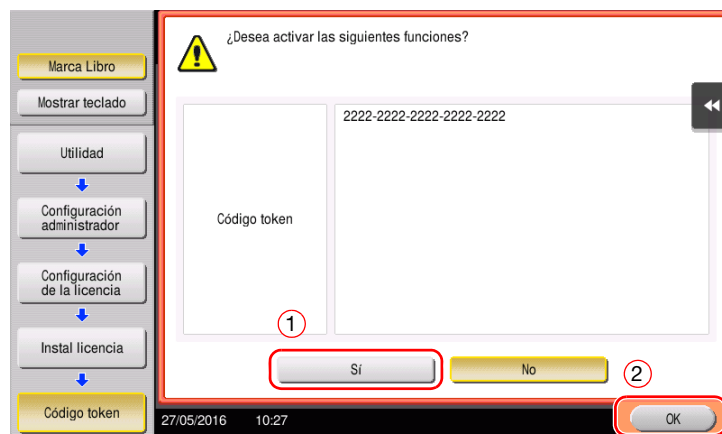 ¿Desea activar las siguientes funciones?
Marca Libro
Mostrar teclado
Utilidad
Configuración
administrador
Configuración
de la licencia
Instal licencia
Código token
2222-2222-2222-2222-2222
Código token
1
Sí
No
2
27/05/2016 10:27
OK